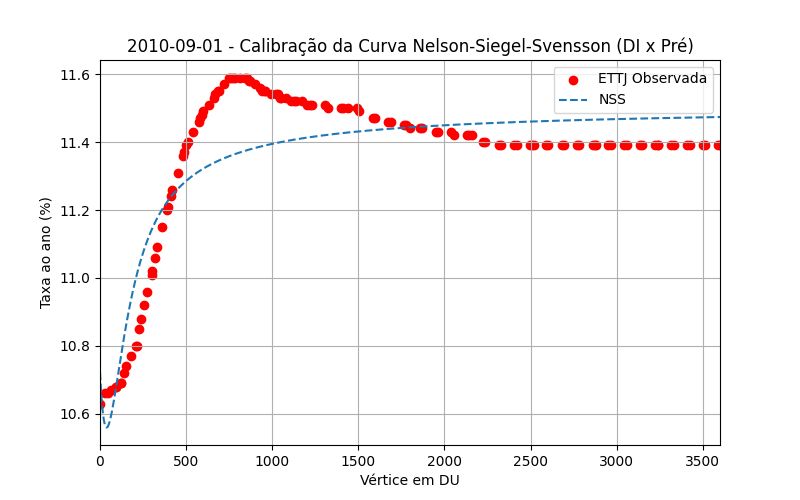 2010-09-01 - Calibração da Curva Nelson-Siegel-Svensson (DI x Pré)
ETTJ Observada
NSS
Taxa ao ano (%)
11.6
11.4
11.2
11.0
10.8
10.6
0 500 1000 1500 2000 2500 3000 3500
Vértice em DU